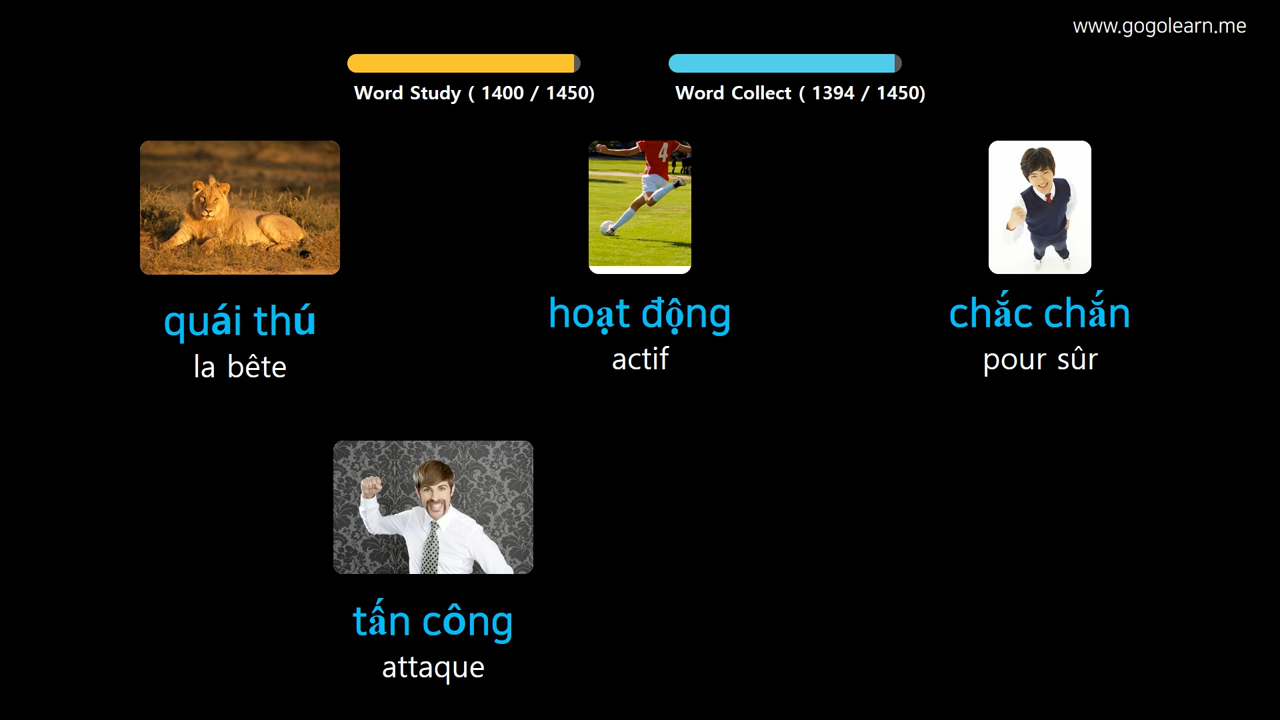 www.gogolearn.me
Word Study ( 1400 / 1450)
Word Collect ( 1394 / 1450)
quái thú
la bête
hoạt động
actif
chắc chắn
pour sûr
4
tấn công
attaque